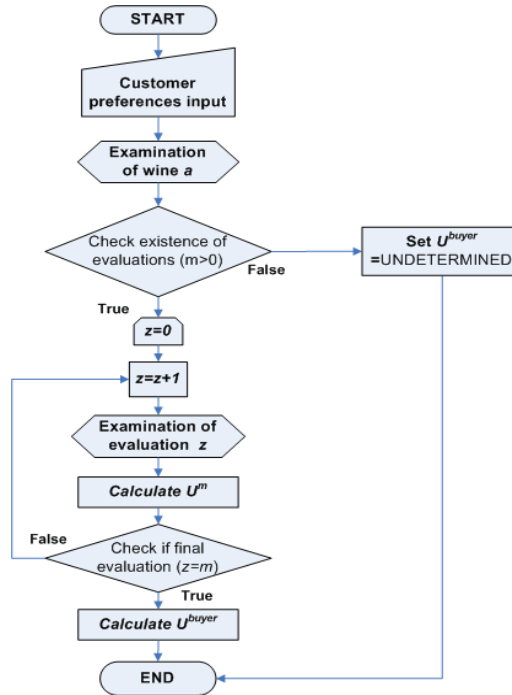 START
Customer
preferences input
Examination
of wine a
Check existence of
evaluations (m>0)
False
Set U^buyer
=UNDETERMINED
True
z=0
z=z+1
Examination of
evaluation z
Calculate U^m
False
Check if final
evaluation (z=m)
True
Calculate U^buyer
END